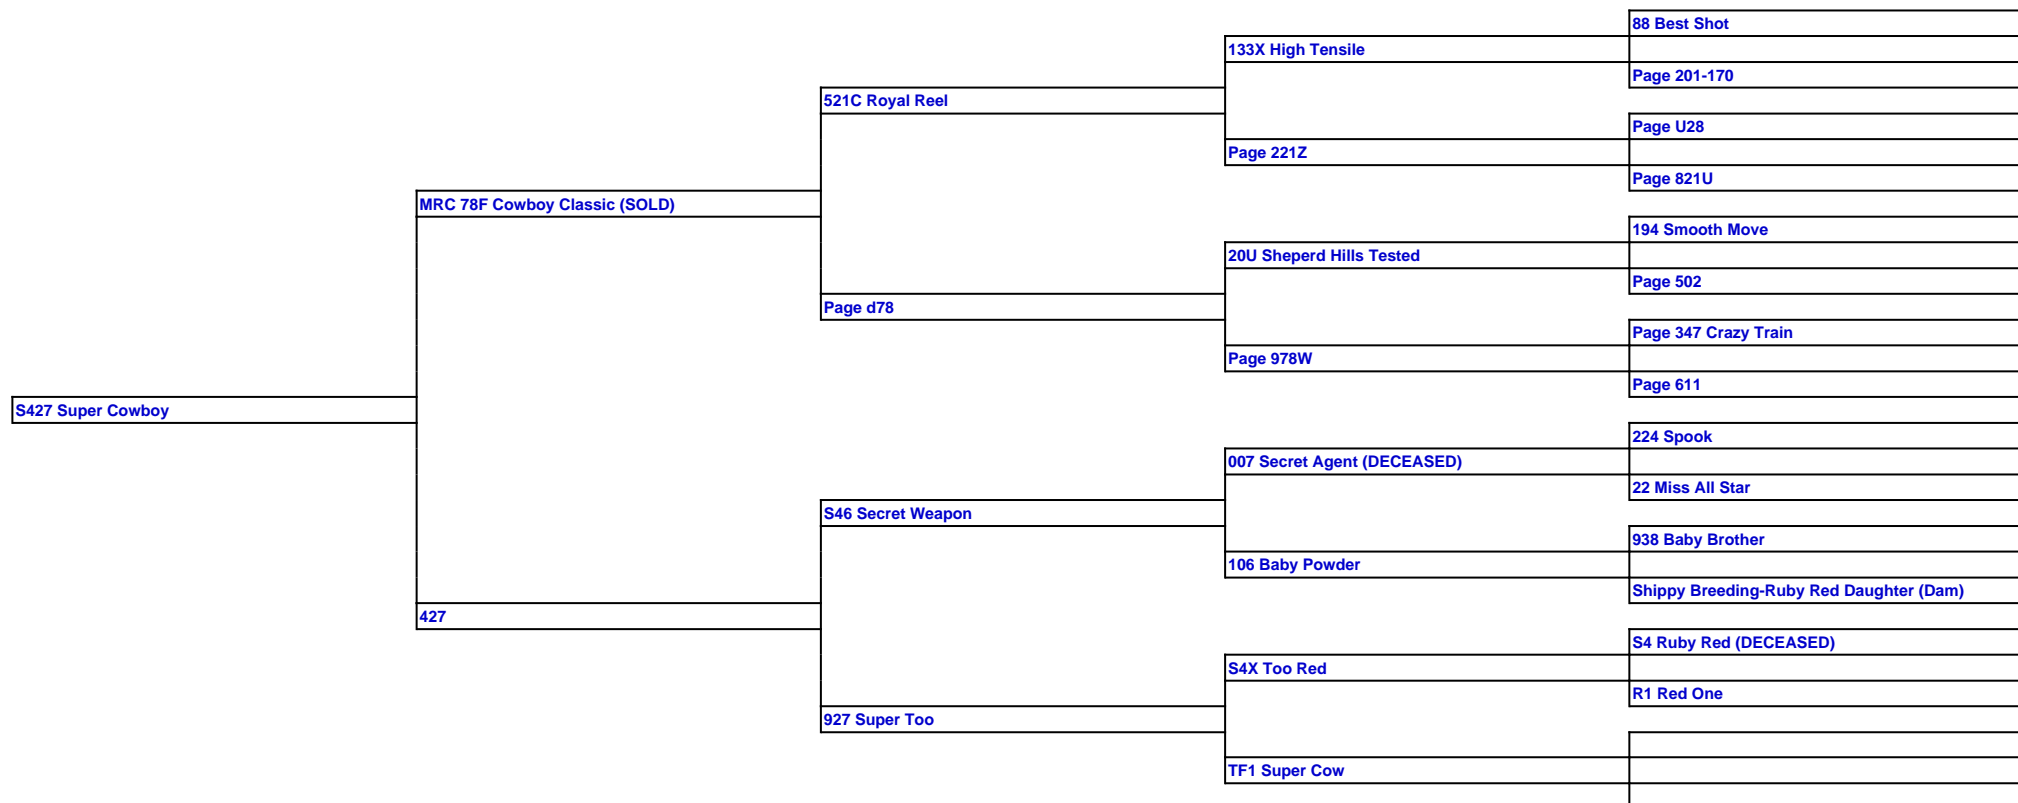 88 Best Shot
133X High Tensile
Page 201-170
521C Royal Reel
Page U28
Page 221Z
Page 821U
MRC 78F Cowboy Classic (SOLD)
194 Smooth Move
20U Sheperd Hills Tested
Page 502
Page d78
Page 347 Crazy Train
Page 978W
Page 611
S427 Super Cowboy
224 Spook
007 Secret Agent (DECEASED)
22 Miss All Star
S46 Secret Weapon
938 Baby Brother
106 Baby Powder
Shippy Breeding-Ruby Red Daughter (Dam)
427
S4 Ruby Red (DECEASED)
S4X Too Red
R1 Red One
927 Super Too
TF1 Super Cow